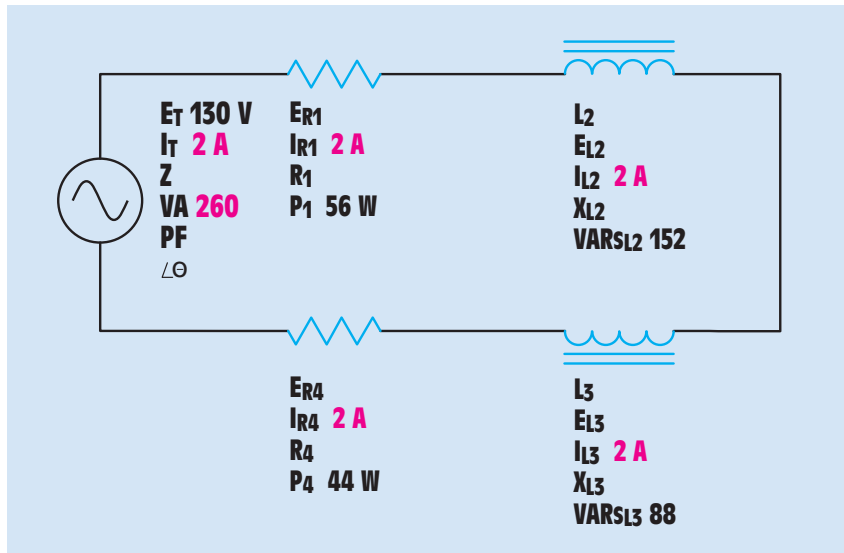 ET 130 V
IT 2 A
Z
VA 260
PF
∠Θ
ER1
IR1 2 A
R1
P1 56 W
L2
EL2
IL2 2 A
XL2
VARSL2 152
ER4
IR4 2 A
R4
P4 44 W
L3
EL3
IL3 2 A
XL3
VARSL3 88